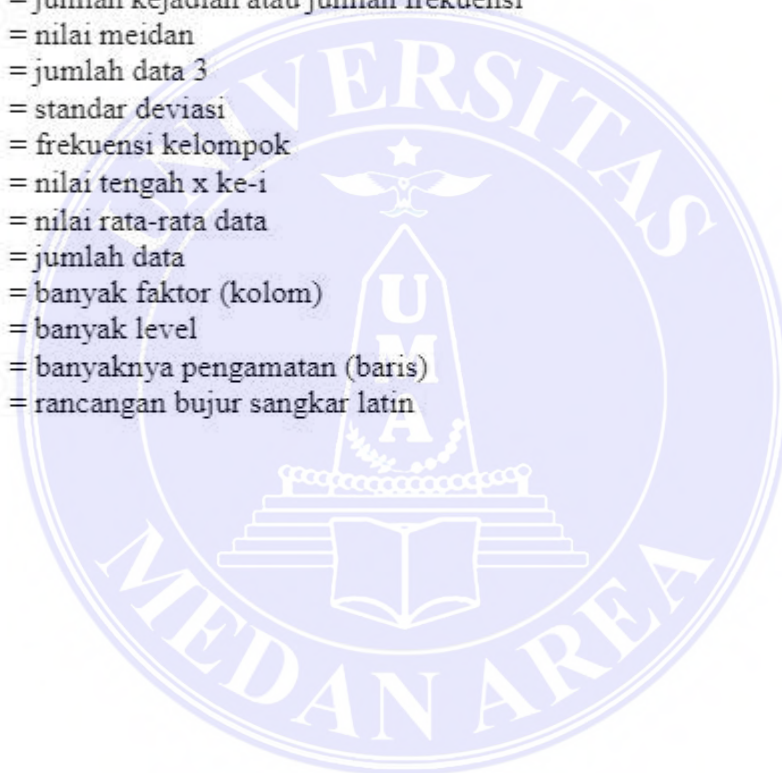 = jumlah kejadian atau jumlah frekuensi
= nilai meidan
= jumlah data 3
= standar deviasi
= frekuensi kelompok
= nilai tengah x ke-i
= nilai rata-rata data
= jumlah data
= banyak faktor (kolom)
= banyak level
= banyaknya pengamatan (baris)
= rancangan bujur sangkar latin
UNIVERSITAS
UMA
MEDAN AREA